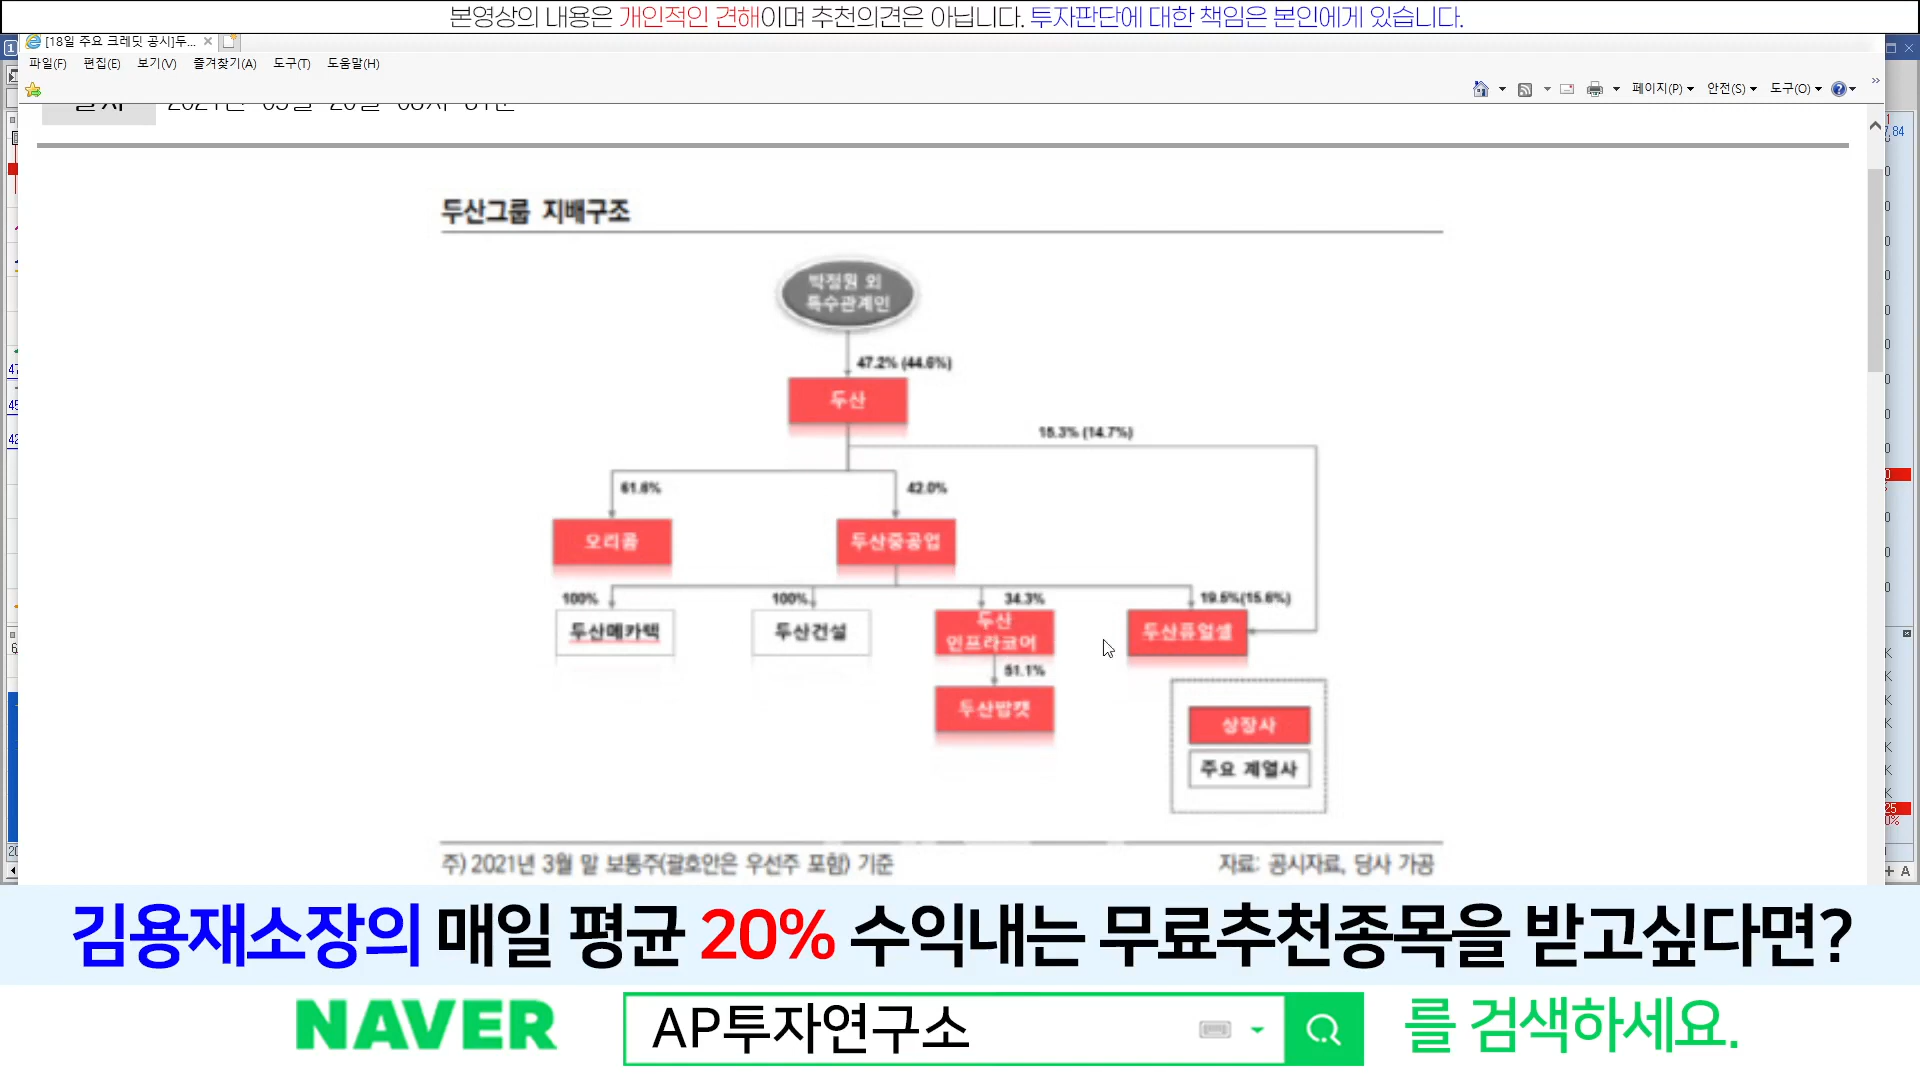 본영상의 내용은 개인적인 견해이며 추천의견은 아닙니다. 투자판단에 대한 책임은 본인에게 있습니다.
[18일 주요 크레딧 공시]두...
파일(F) 편집(E) 보기(V) 즐겨찾기(A) 도구(T) 도움말(H)
페이지(P) 안전(S) 도구(O)
두산그룹 지배구조
박정원 외
특수관계인
47.2% (44.6%)
두산
15.3% (14.7%)
61.6% 42.0%
오리콤 두산중공업
100% 100% 34.3% 19.5%(15.6%)
두산메카텍 두산건설 두산
인프라코어 두산퓨얼셀
51.1%
두산밥캣
상장사
주요 계열사
주) 2021년 3월 말 보통주(괄호안은 우선주 포함) 기준 자료: 공시자료, 당사 가공
김용재소장의 매일 평균 20% 수익내는 무료추천종목을 받고싶다면?
NAVER AP투자연구소 를 검색하세요.